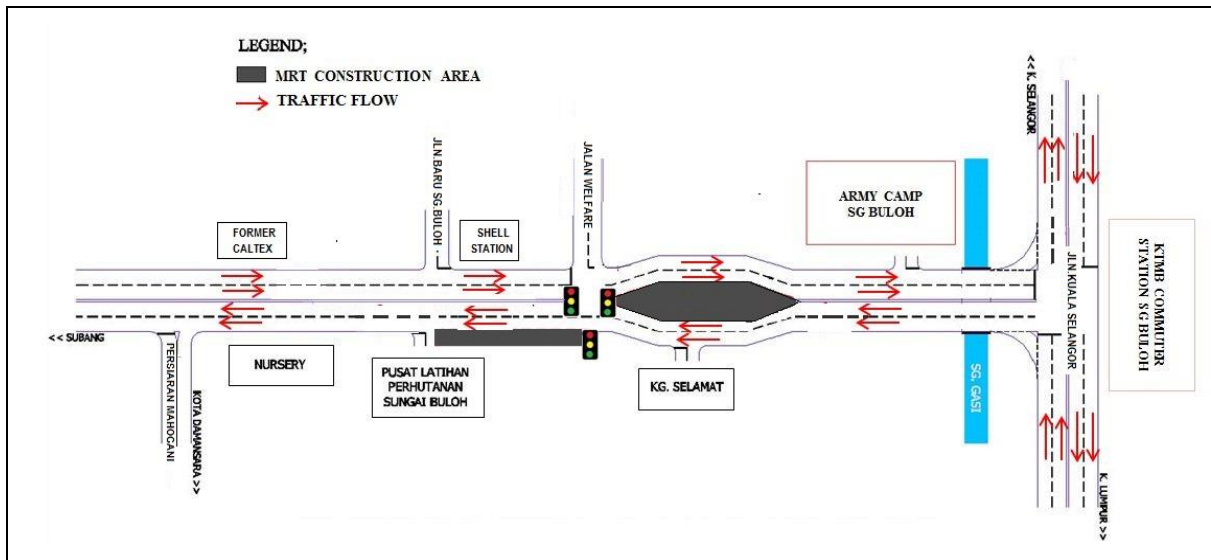 LEGEND;
MRT CONSTRUCTION AREA
TRAFFIC FLOW
<< K. SELANGOR
JLN.BARU SG.BULOH
JALAN WELFARE
ARMY CAMP
SG BULOH
FORMER
CALTEX
SHELL
STATION
JLN.KUALA SELANGOR
KTMB COMMUTER
STATION SG BULOH
<< SUBANG
PERSIARAN MAHOGANI
KOTA DAMANSARA >>
NURSERY
PUSAT LATIHAN
PERHUTANAN
SUNGAI BULOH
KG. SELAMAT
SG. GASI
K. LUMPUR >>